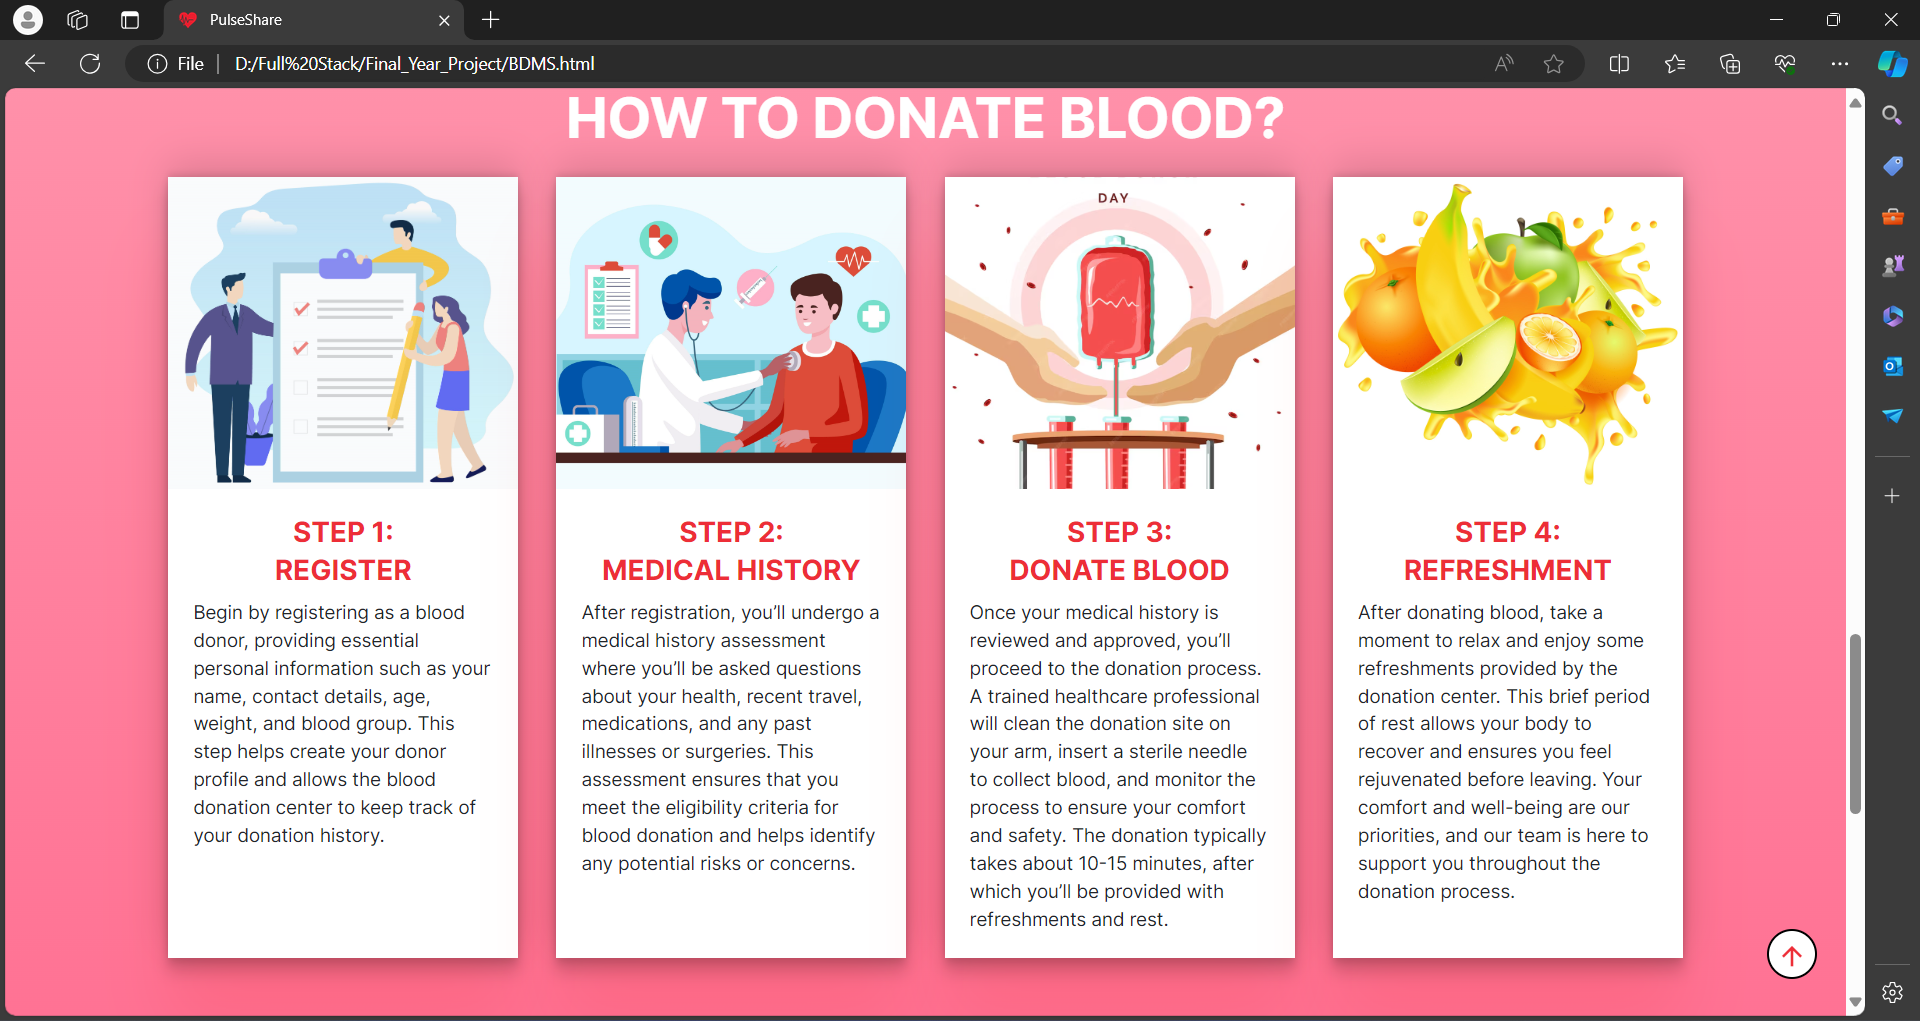 PulseShare
File
D:/Full%20Stack/Final_Year_Project/BDMS.html
HOW TO DONATE BLOOD?
STEP 1:
REGISTER
Begin by registering as a blood
donor, providing essential
personal information such as your
name, contact details, age,
weight, and blood group. This
step helps create your donor
profile and allows the blood
donation center to keep track of
your donation history.
STEP 2:
MEDICAL HISTORY
After registration, you’ll undergo a
medical history assessment
where you’ll be asked questions
about your health, recent travel,
medications, and any past
illnesses or surgeries. This
assessment ensures that you
meet the eligibility criteria for
blood donation and helps identify
any potential risks or concerns.
DAY
STEP 3:
DONATE BLOOD
Once your medical history is
reviewed and approved, you’ll
proceed to the donation process.
A trained healthcare professional
will clean the donation site on
your arm, insert a sterile needle
to collect blood, and monitor the
process to ensure your comfort
and safety. The donation typically
takes about 10-15 minutes, after
which you’ll be provided with
refreshments and rest.
STEP 4:
REFRESHMENT
After donating blood, take a
moment to relax and enjoy some
refreshments provided by the
donation center. This brief period
of rest allows your body to
recover and ensures you feel
rejuvenated before leaving. Your
comfort and well-being are our
priorities, and our team is here to
support you throughout the
donation process.